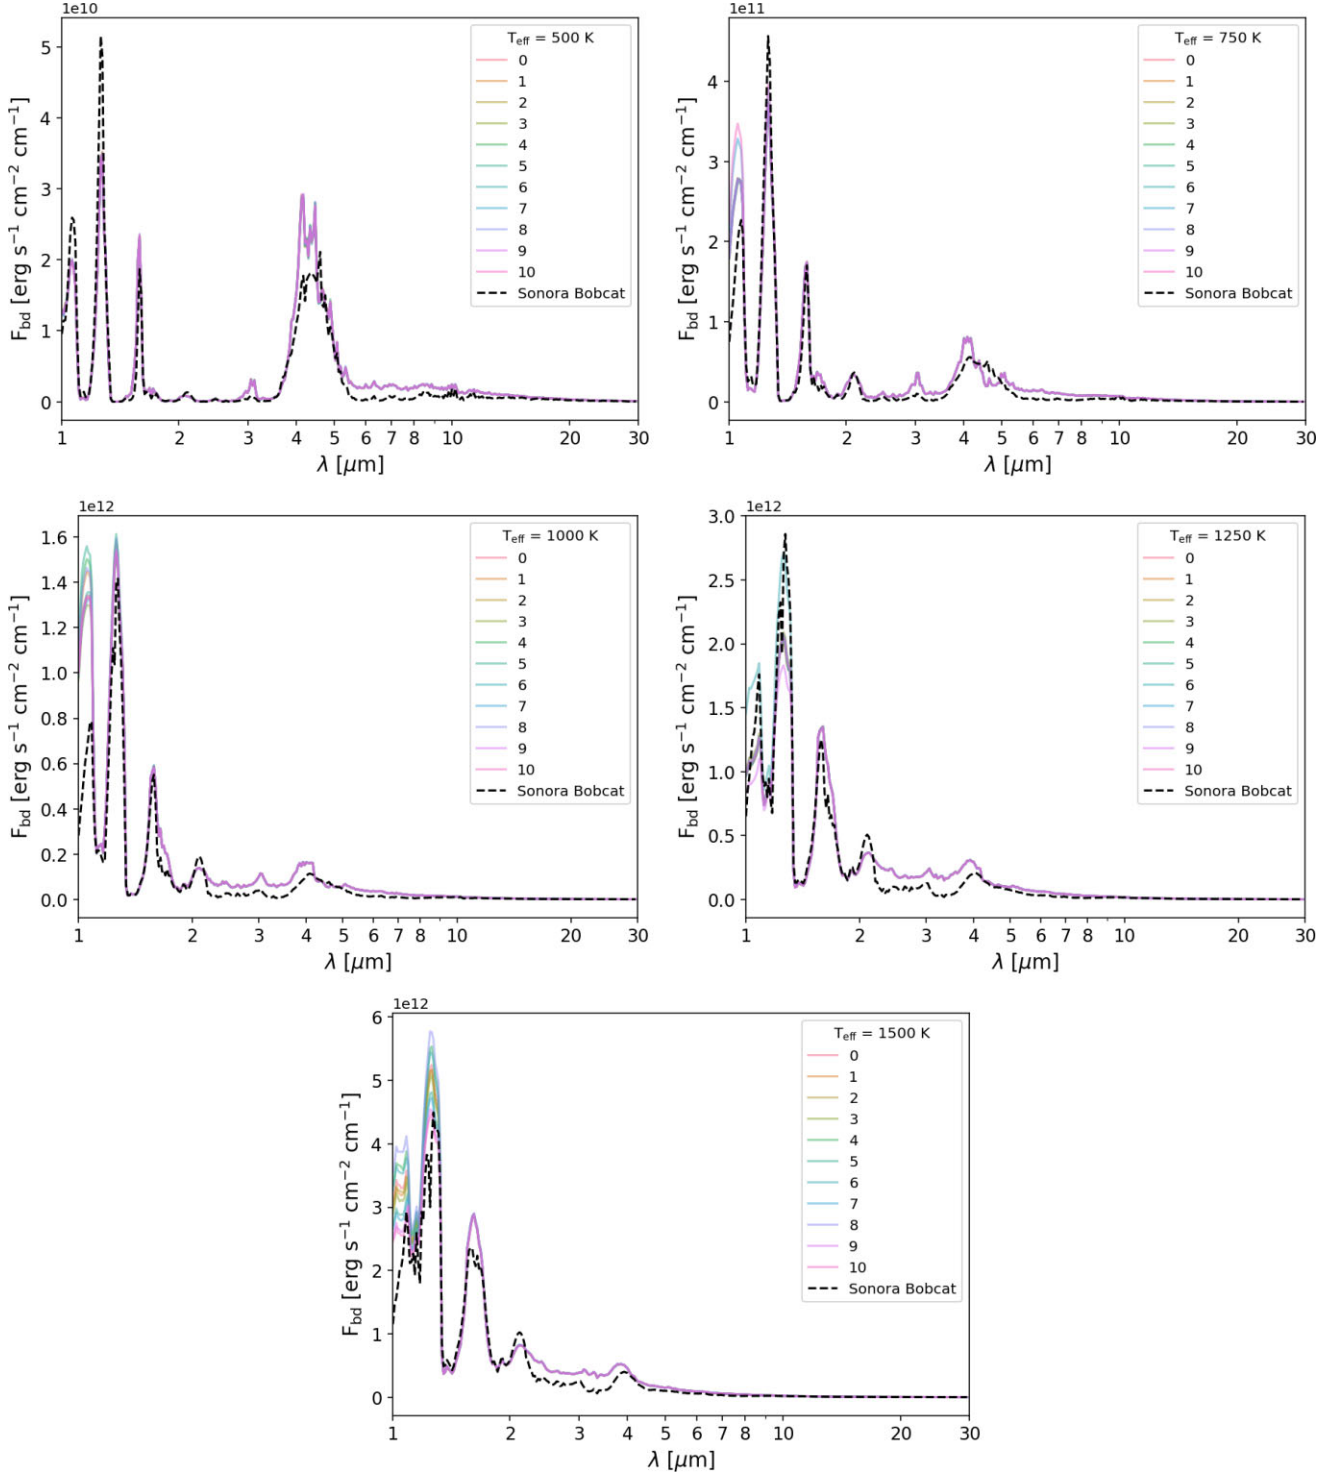 1e10
T_eff = 500 K
0
1
2
3
4
5
6
7
8
9
10
Sonora Bobcat
F_bd [erg s⁻¹ cm⁻² cm⁻¹]
5
4
3
2
1
0
1 2 3 4 5 6 7 8 10 20 30
λ [μm]
1e11
T_eff = 750 K
0
1
2
3
4
5
6
7
8
9
10
Sonora Bobcat
F_bd [erg s⁻¹ cm⁻² cm⁻¹]
4
3
2
1
0
1 2 3 4 5 6 7 8 10 20 30
λ [μm]
1e12
T_eff = 1000 K
0
1
2
3
4
5
6
7
8
9
10
Sonora Bobcat
F_bd [erg s⁻¹ cm⁻² cm⁻¹]
1.6
1.4
1.2
1.0
0.8
0.6
0.4
0.2
0.0
1 2 3 4 5 6 7 8 10 20 30
λ [μm]
1e12
T_eff = 1250 K
0
1
2
3
4
5
6
7
8
9
10
Sonora Bobcat
F_bd [erg s⁻¹ cm⁻² cm⁻¹]
3.0
2.5
2.0
1.5
1.0
0.5
0.0
1 2 3 4 5 6 7 8 10 20 30
λ [μm]
1e12
T_eff = 1500 K
0
1
2
3
4
5
6
7
8
9
10
Sonora Bobcat
F_bd [erg s⁻¹ cm⁻² cm⁻¹]
6
5
4
3
2
1
0
1 2 3 4 5 6 7 8 10 20 30
λ [μm]